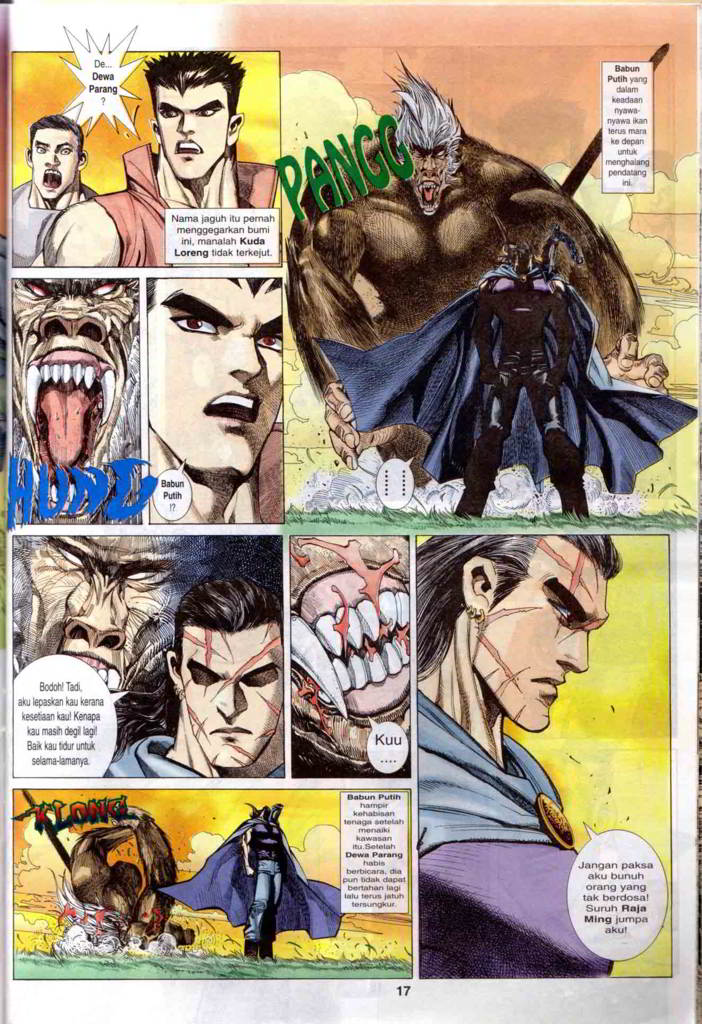 De...
Dewa
Parang
?
Nama jaguh itu pernah
menggegarkan bumi
ini, manalah Kuda
Loreng tidak terkejut.
PANGG
Babun
Putih yang
dalam
keadaan
nyawa-
nyawa ikan
terus mara
ke depan
untuk
menghalang
pendatang
ini.
HUND
Babun
Putih
!?
Bodoh! Tadi,
aku lepaskan kau kerana
kesetiaan kau! Kenapa
kau masih degil lagi!
Baik kau tidur untuk
selama-lamanya.
Kuu
....
KLONG
Babun Putih
hampir
kehabisan
tenaga setelah
menaiki
kawasan
itu.Setelah
Dewa Parang
habis
berbicara, dia
pun tidak dapat
bertahan lagi
lalu terus jatuh
tersungkur.
Jangan paksa
aku bunuh
orang yang
tak berdosa!
Suruh Raja
Ming jumpa
aku!
17